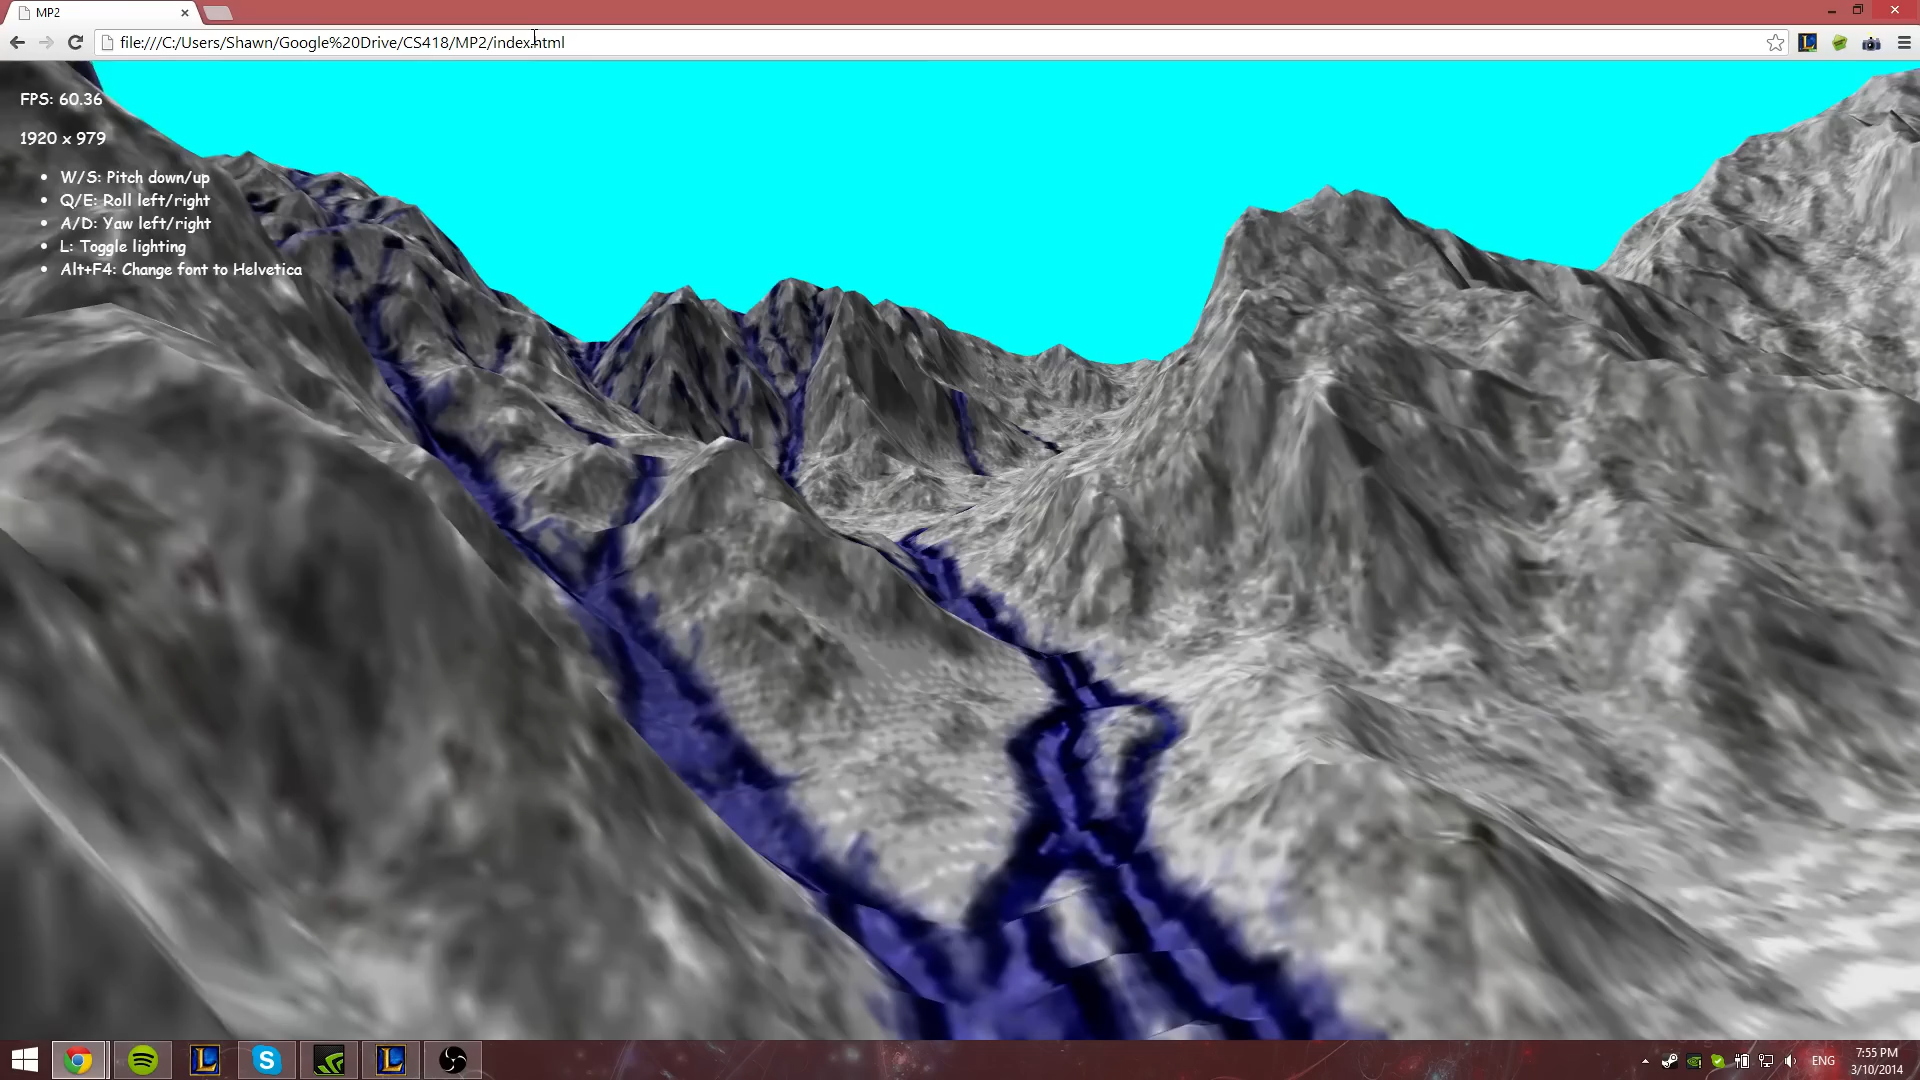 MP2
file:///C:/Users/Shawn/Google%20Drive/CS418/MP2/index.html
FPS: 60.36
1920 x 979
• W/S: Pitch down/up
• Q/E: Roll left/right
• A/D: Yaw left/right
• L: Toggle lighting
• Alt+F4: Change font to Helvetica
ENG
7:55 PM
3/10/2014